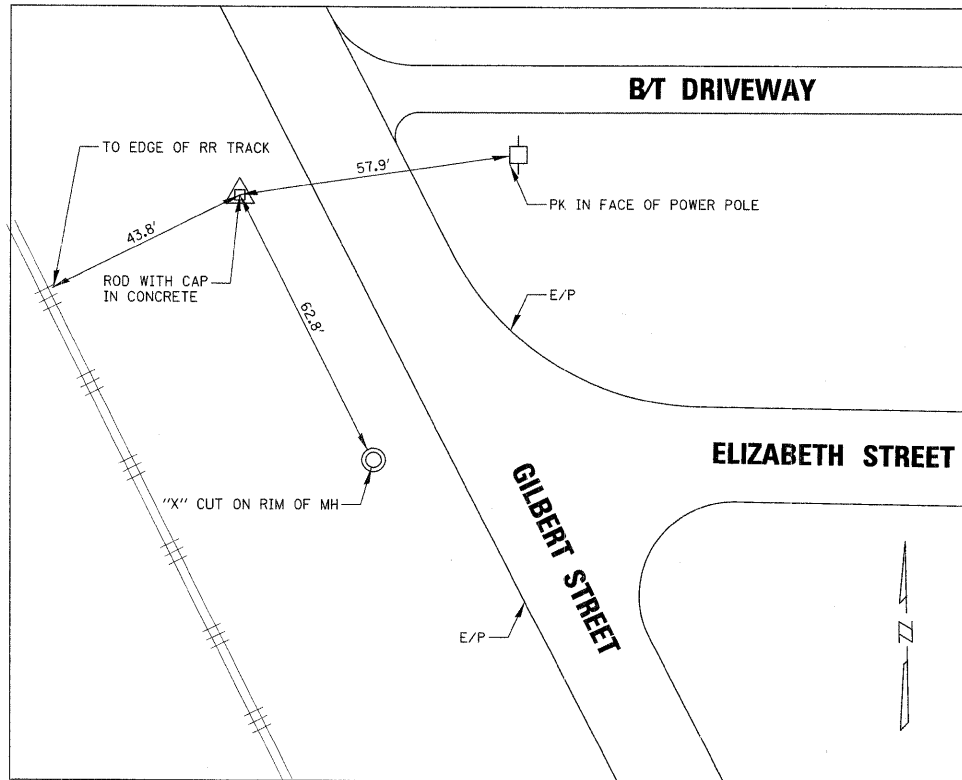 B/T DRIVEWAY
TO EDGE OF RR TRACK
57.9'
PK IN FACE OF POWER POLE
43.8'
ROD WITH CAP
IN CONCRETE
62.8'
E/P
ELIZABETH STREET
"X" CUT ON RIM OF MH
GILBERT STREET
E/P
N